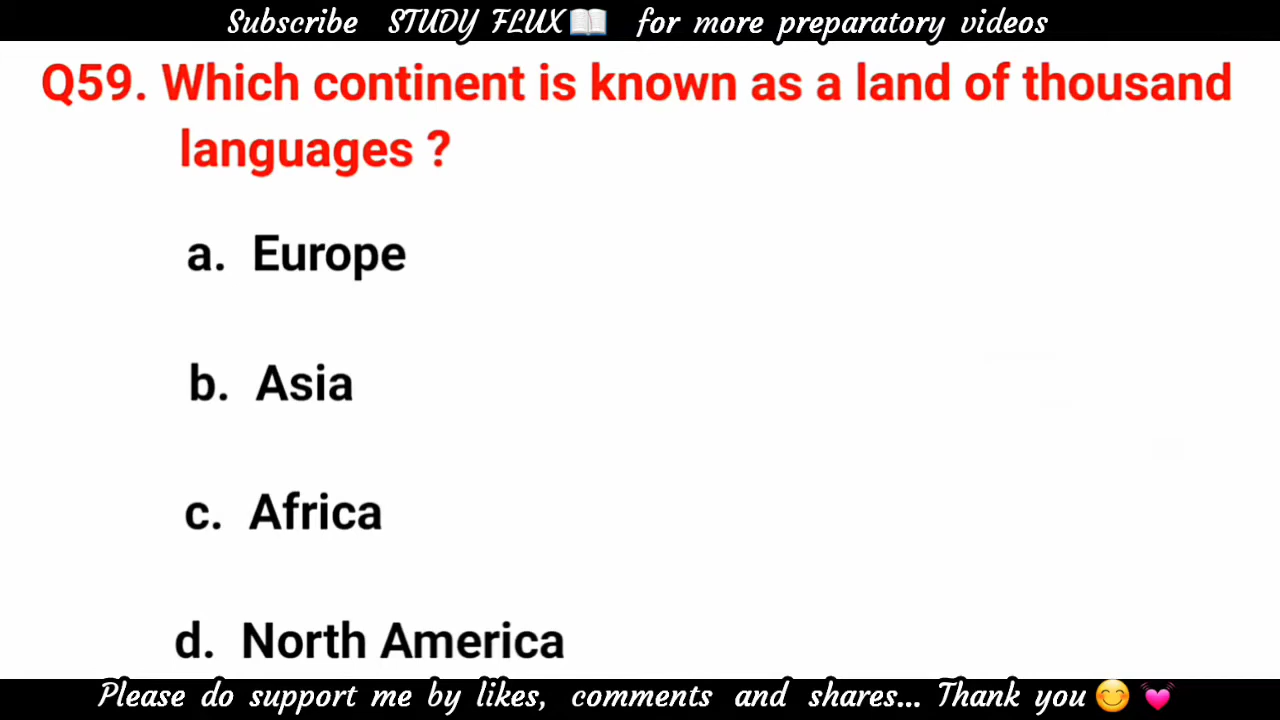 Subscribe STUDY FLUX📖 for more preparatory videos
Q59. Which continent is known as a land of thousand
languages ?
a. Europe
b. Asia
c. Africa
d. North America
Please do support me by likes, comments and shares... Thank you 😊 💓